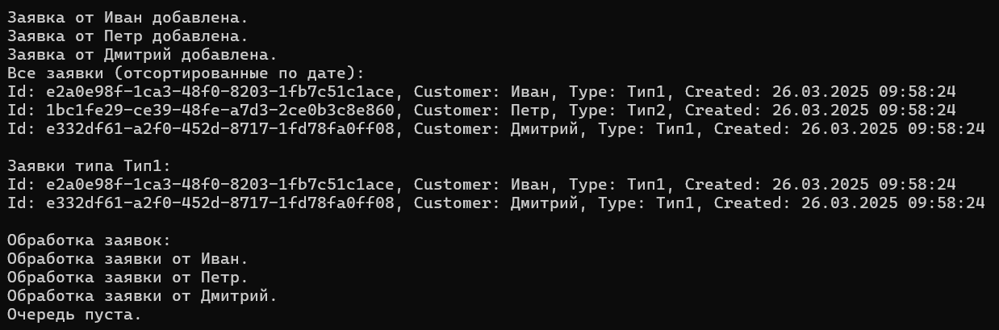 Заявка от Иван добавлена.
Заявка от Петр добавлена.
Заявка от Дмитрий добавлена.
Все заявки (отсортированные по дате):
Id: e2a0e98f-1ca3-48f0-8203-1fb7c51c1ace, Customer: Иван, Type: Тип1, Created: 26.03.2025 09:58:24
Id: 1bc1fe29-ce39-48fe-a7d3-2ce0b3c8e860, Customer: Петр, Type: Тип2, Created: 26.03.2025 09:58:24
Id: e332df61-a2f0-452d-8717-1fd78fa0ff08, Customer: Дмитрий, Type: Тип1, Created: 26.03.2025 09:58:24
Заявки типа Тип1:
Id: e2a0e98f-1ca3-48f0-8203-1fb7c51c1ace, Customer: Иван, Type: Тип1, Created: 26.03.2025 09:58:24
Id: e332df61-a2f0-452d-8717-1fd78fa0ff08, Customer: Дмитрий, Type: Тип1, Created: 26.03.2025 09:58:24
Обработка заявок:
Обработка заявки от Иван.
Обработка заявки от Петр.
Обработка заявки от Дмитрий.
Очередь пуста.